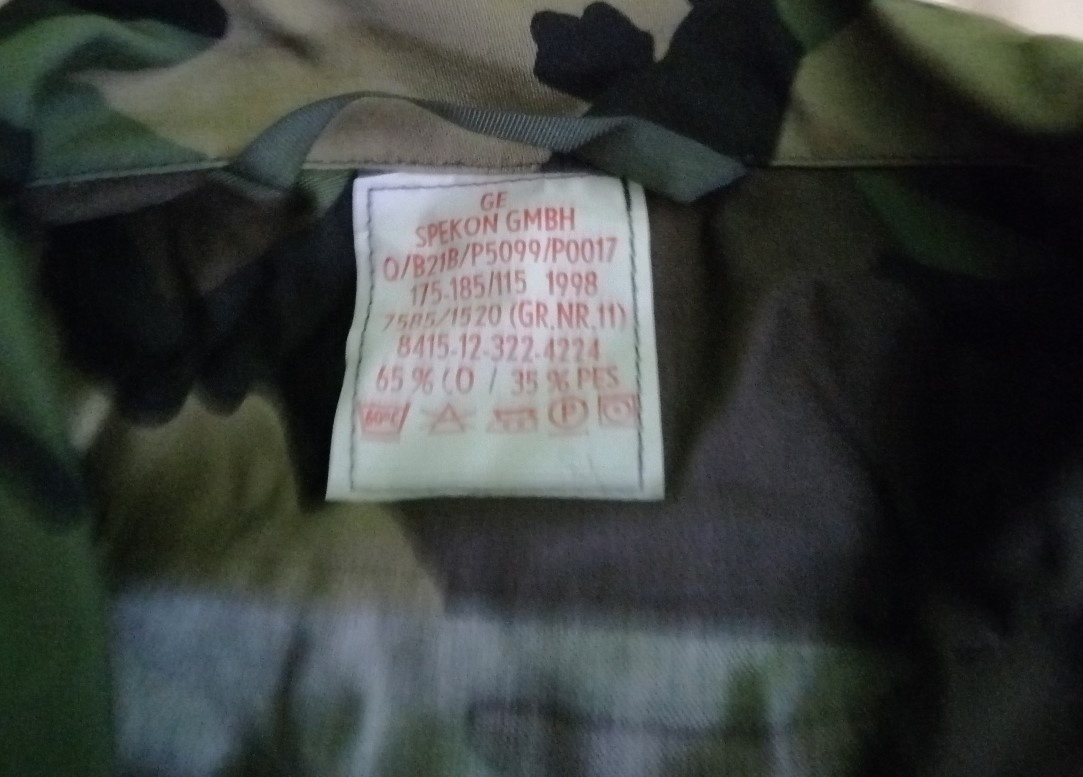 GE
SPEKON GMBH
O/B21B/P5099/P0017
175-185/115 1998
7585/1520 (GR.NR.11)
8415-12-322-4224
65 % CO / 35 % PES
60°C
P